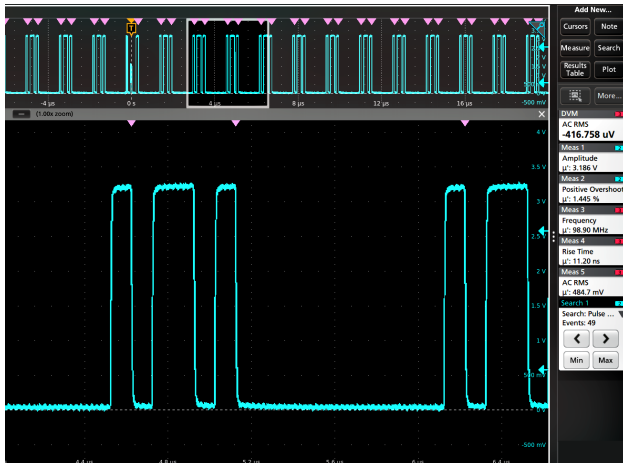 Add New...
Cursors
Note
Measure
Search
Results
Table
Plot
More...
T
-4 µs
0 s
4 µs
8 µs
12 µs
16 µs
-500 mV
(1.00x zoom)
4 V
3.5 V
3 V
2.5 V
2 V
1.5 V
1 V
500 mV
0 V
-500 mV
4.4 µs
4.8 µs
5.2 µs
5.6 µs
6 µs
6.4 µs
DVM
AC RMS
-416.758 uV
Meas 1
Amplitude
µ': 3.186 V
Meas 2
Positive Overshoot
µ': 1.445 %
Meas 3
Frequency
µ': 98.90 MHz
Meas 4
Rise Time
µ': 11.20 ns
Meas 5
AC RMS
µ': 484.7 mV
Search 1
Search: Pulse ...
Events: 49
Min
Max